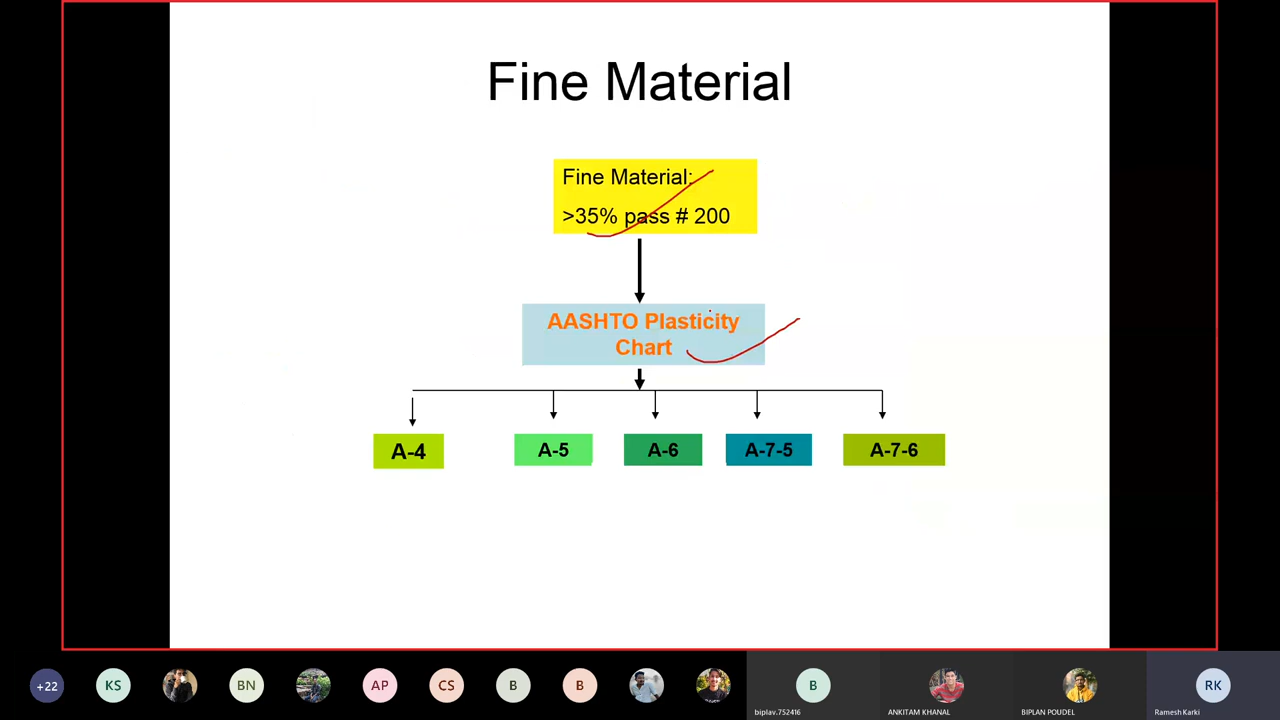 Fine Material
Fine Material:
>35% pass # 200
AASHTO Plasticity
Chart
A-4
A-5
A-6
A-7-5
A-7-6
+22
KS
BN
AP
CS
B
B
B
RK
biplav.752416
ANKITAM KHANAL
BIPLAN POUDEL
Ramesh Karki